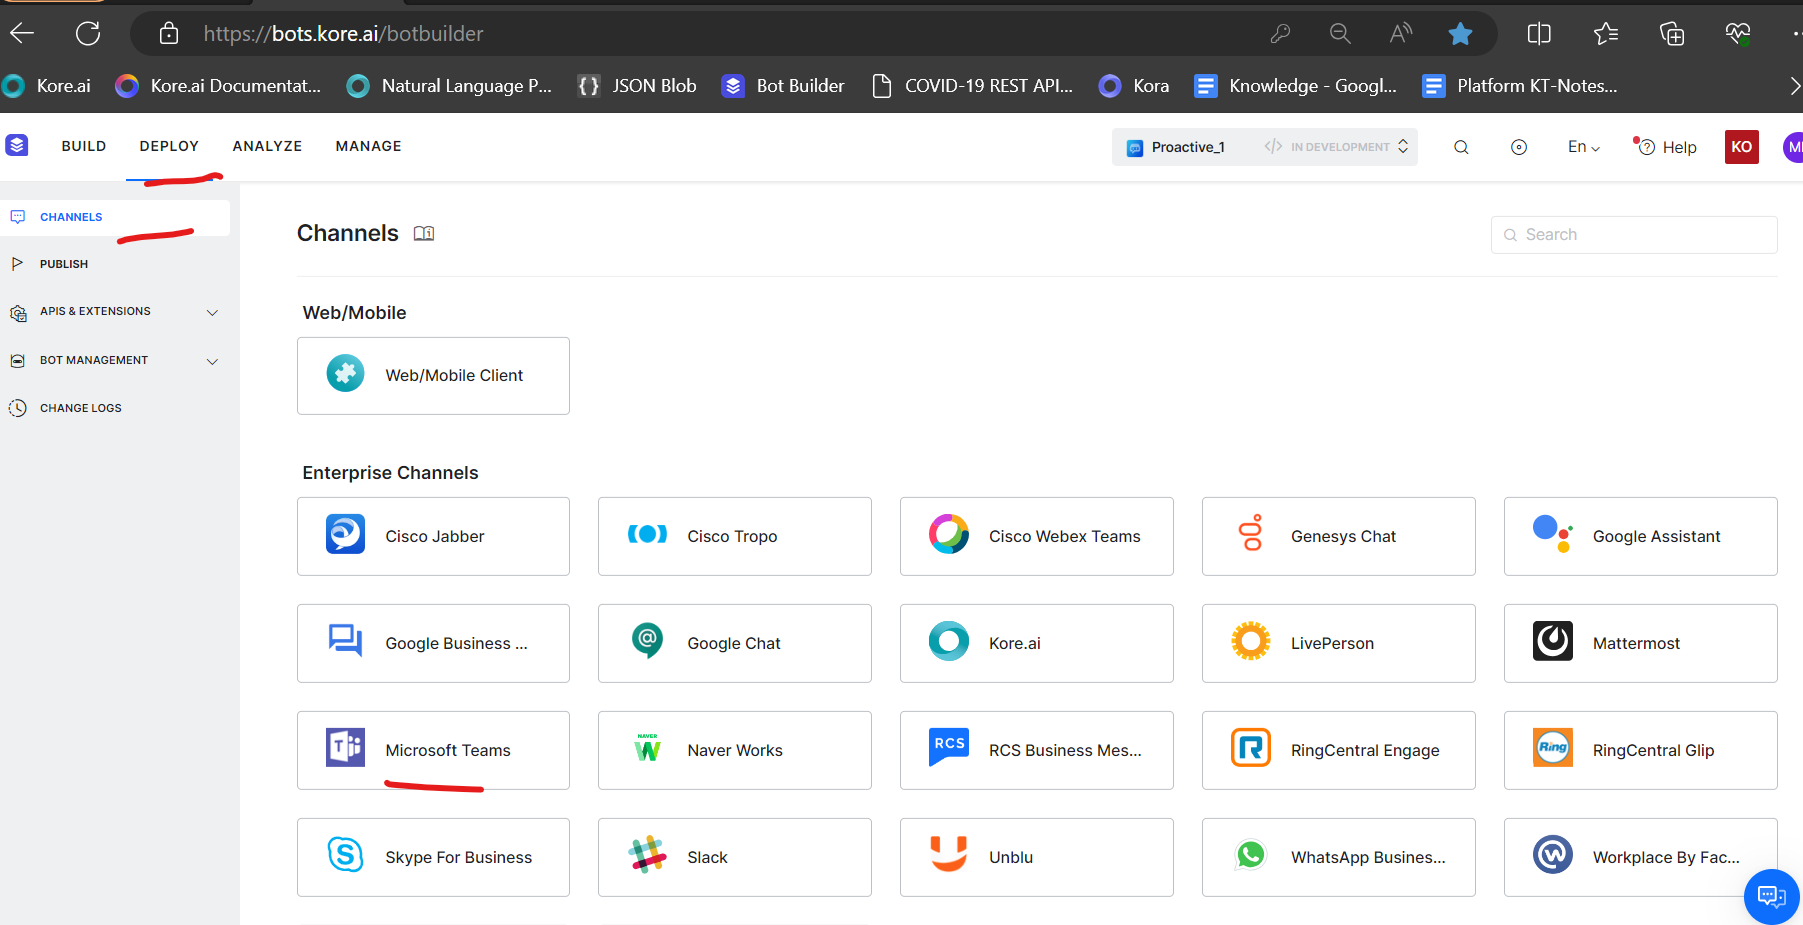 https://bots.kore.ai/botbuilder
Kore.ai
Kore.ai Documentat...
Natural Language P...
JSON Blob
Bot Builder
COVID-19 REST API...
Kora
Knowledge - Googl...
Platform KT-Notes...
BUILD
DEPLOY
ANALYZE
MANAGE
Proactive_1
IN DEVELOPMENT
En
Help
KO
CHANNELS
PUBLISH
APIS & EXTENSIONS
BOT MANAGEMENT
CHANGE LOGS
Channels
Search
Web/Mobile
Web/Mobile Client
Enterprise Channels
Cisco Jabber
Cisco Tropo
Cisco Webex Teams
Genesys Chat
Google Assistant
Google Business ...
Google Chat
Kore.ai
LivePerson
Mattermost
Microsoft Teams
NAVER
Naver Works
RCS
RCS Business Mes...
RingCentral Engage
Ring
RingCentral Glip
Skype For Business
Slack
Unblu
WhatsApp Busines...
Workplace By Fac...